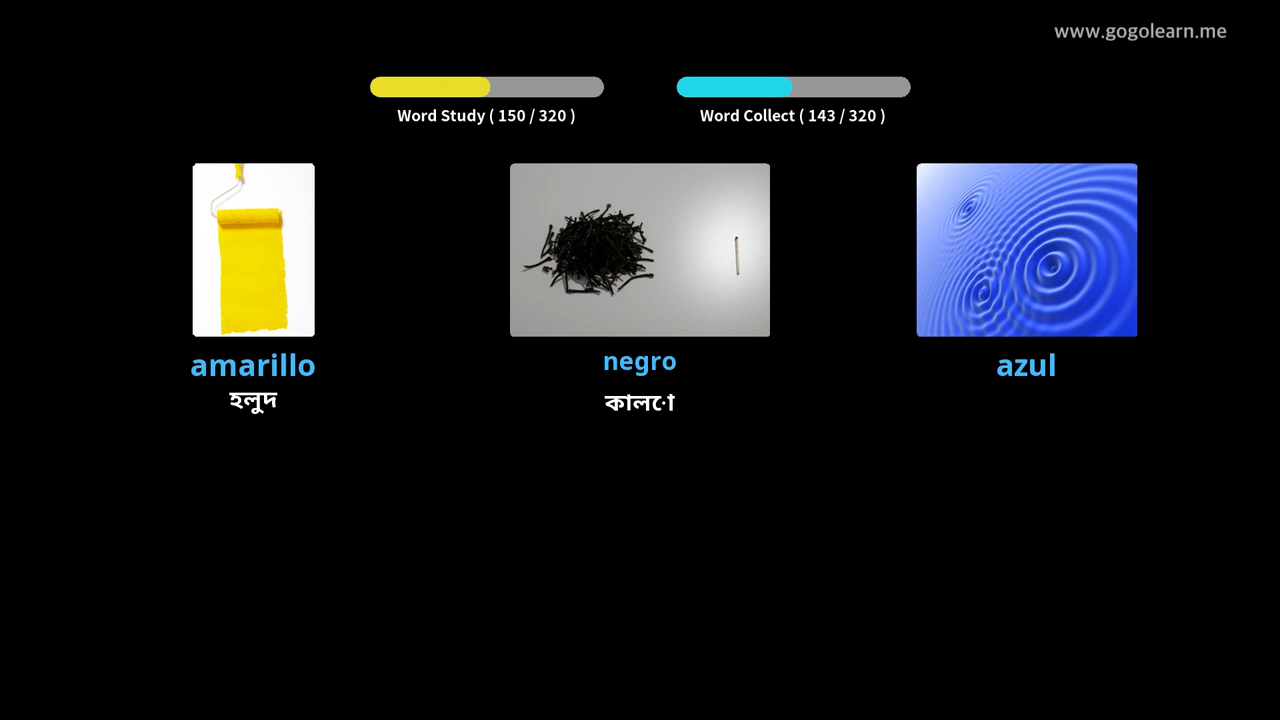 www.gogolearn.me
Word Study ( 150 / 320 )
Word Collect ( 143 / 320 )
amarillo
negro
azul
হলুদ
কালো